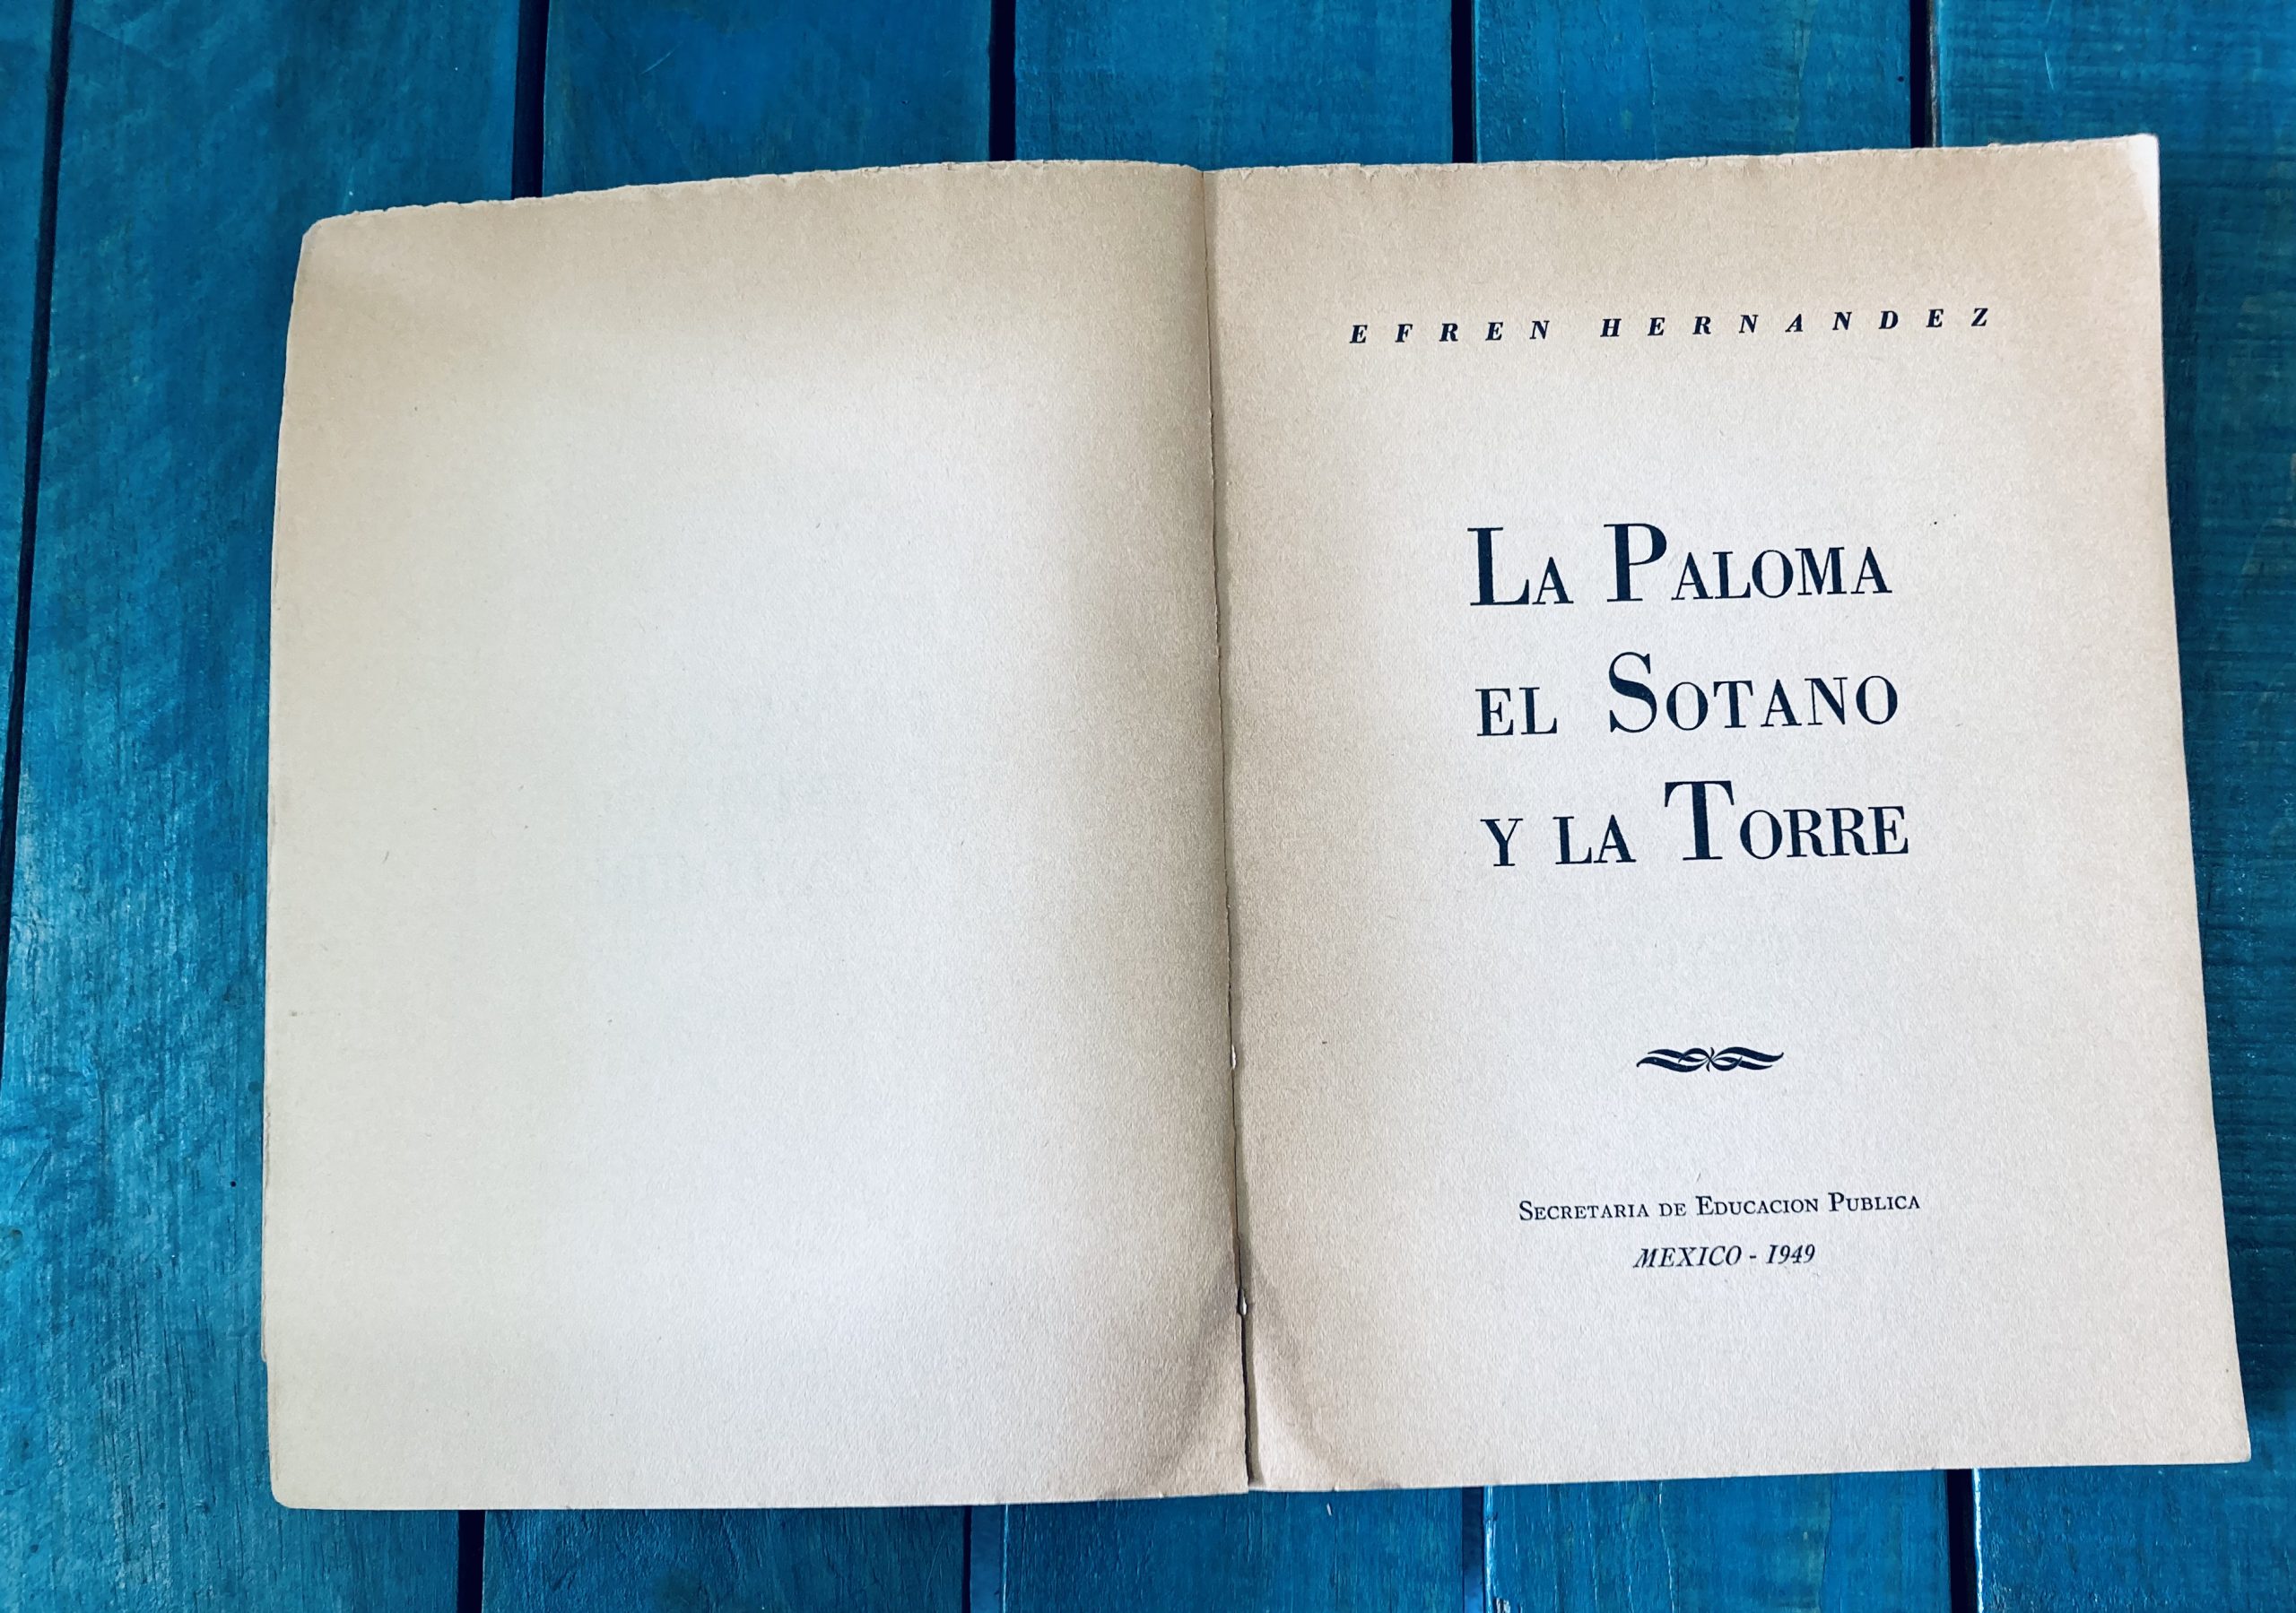 EFREN HERNANDEZ
LA PALOMA
EL SOTANO
Y LA TORRE
SECRETARIA DE EDUCACION PUBLICA
MEXICO - 1949